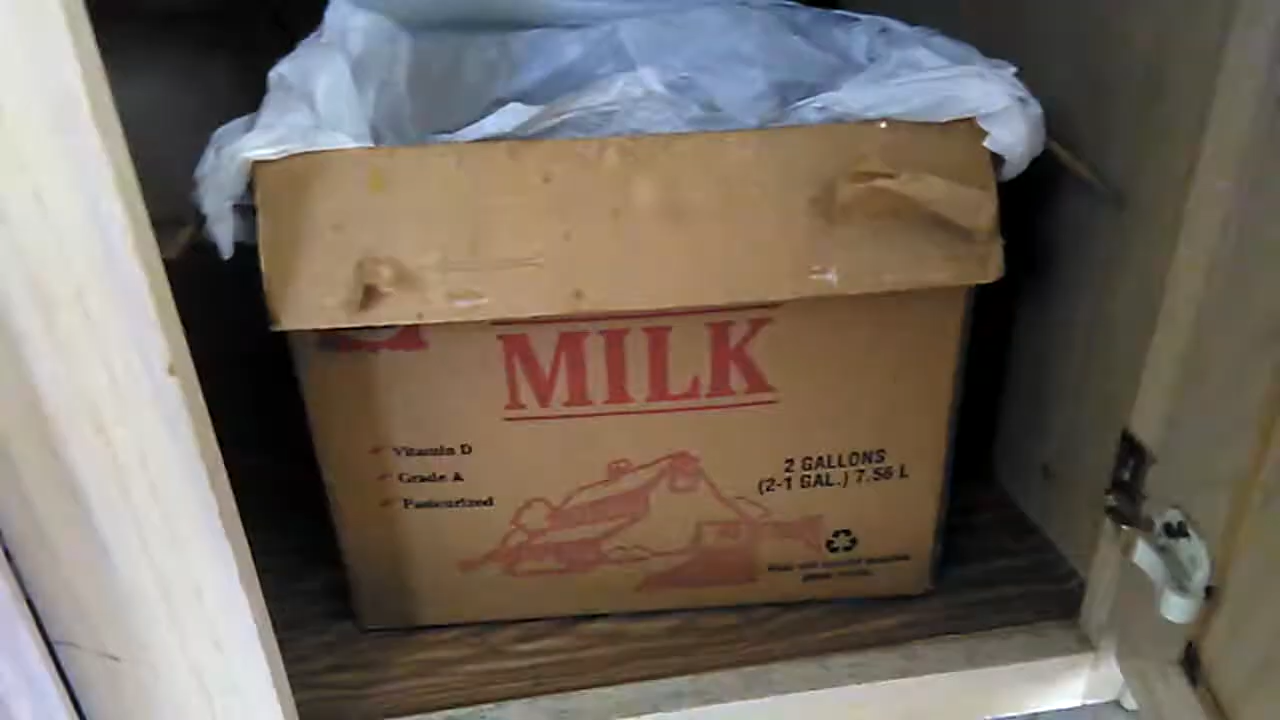 MILK
Vitamin D
Grade A
Pasteurized
2 GALLONS
(2-1 GAL.) 7.56 L